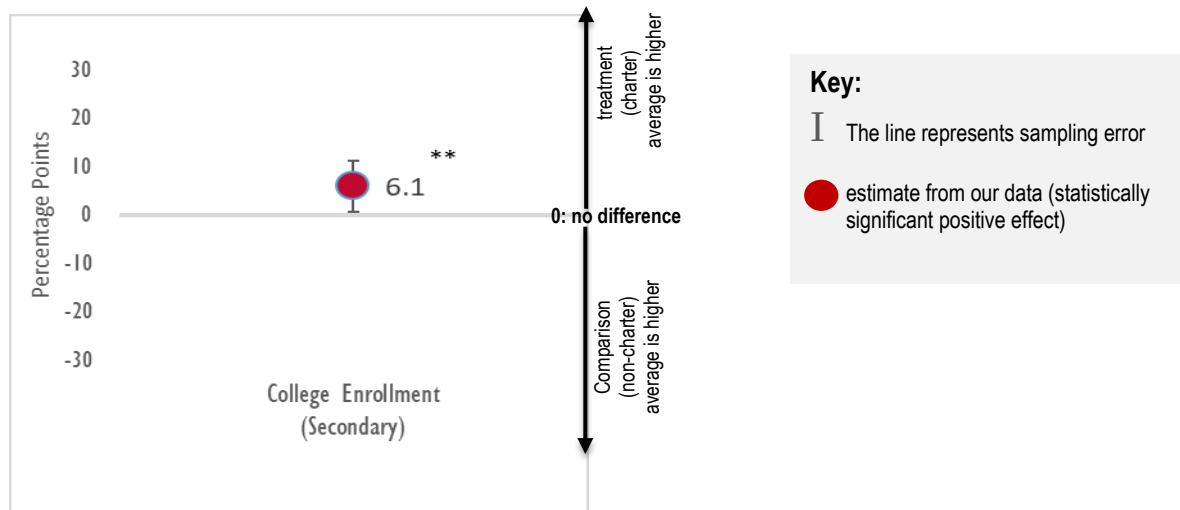 Percentage Points
30
20
10
0
-10
-20
-30
**
6.1
College Enrollment
(Secondary)
treatment
(charter)
average is higher
0: no difference
Comparison
(non-charter)
average is higher
Key:
The line represents sampling error
estimate from our data (statistically
significant positive effect)